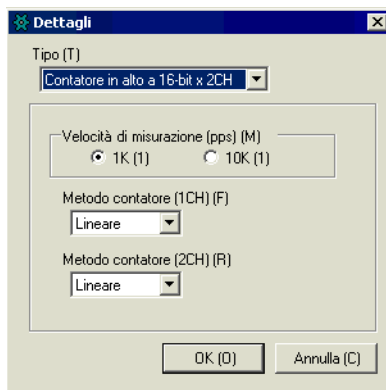 Dettagli
Tipo (T)
Contatore in alto a 16-bit x 2CH
Velocità di misurazione (pps) (M)
1K (1)
10K (1)
Metodo contatore (1CH) (F)
Lineare
Metodo contatore (2CH) (R)
Lineare
OK (O)
Annulla (C)